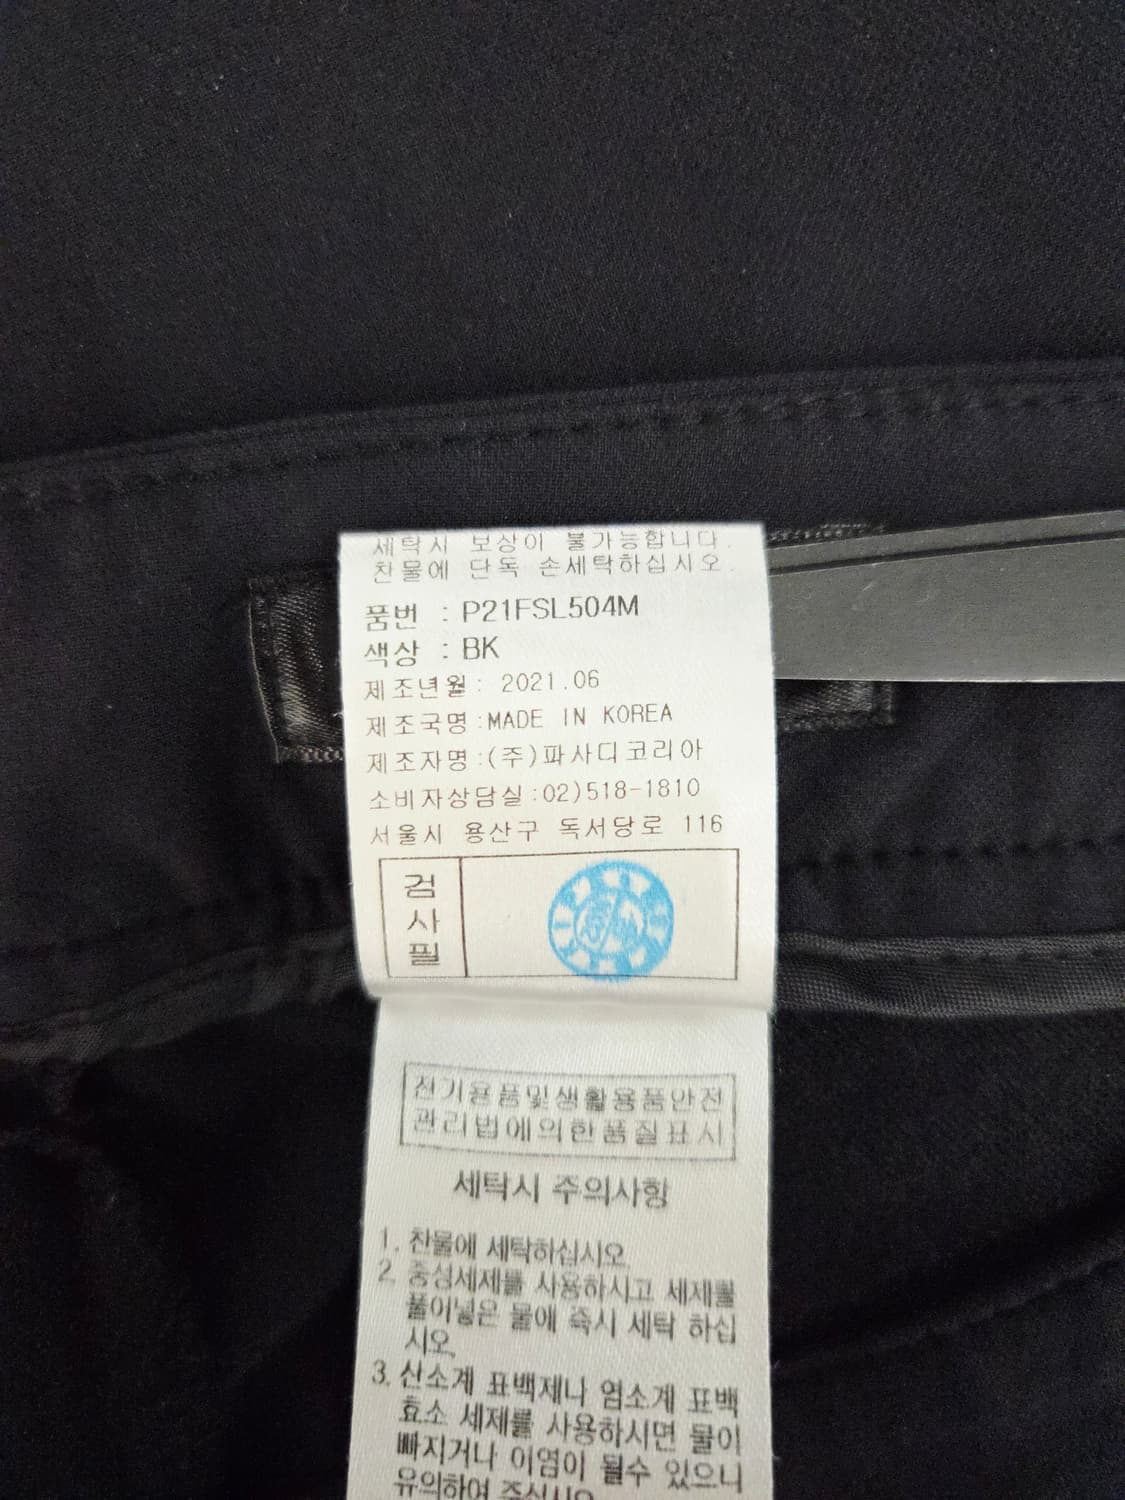 세탁시 보상이 불가능합니다.
찬물에 단독 손세탁하십시오.
품번 : P21FSL504M
색상 : BK
제조년월: 2021.06
제조국명:MADE IN KOREA
제조자명:(주)파사디코리아
소비자상담실:02)518-1810
서울시 용산구 독서당로 116
검
사
필
전기용품및생활용품안전
관리법에의한품질표시
세탁시 주의사항
1. 찬물에 세탁하십시오.
2. 중성세제를 사용하시고 세제를
풀어넣은 물에 즉시 세탁 하십
시오.
3. 산소계 표백제나 염소계 표백
효소 세제를 사용하시면 물이
빠지거나 이염이 될수 있으니
유의하여 주십시오